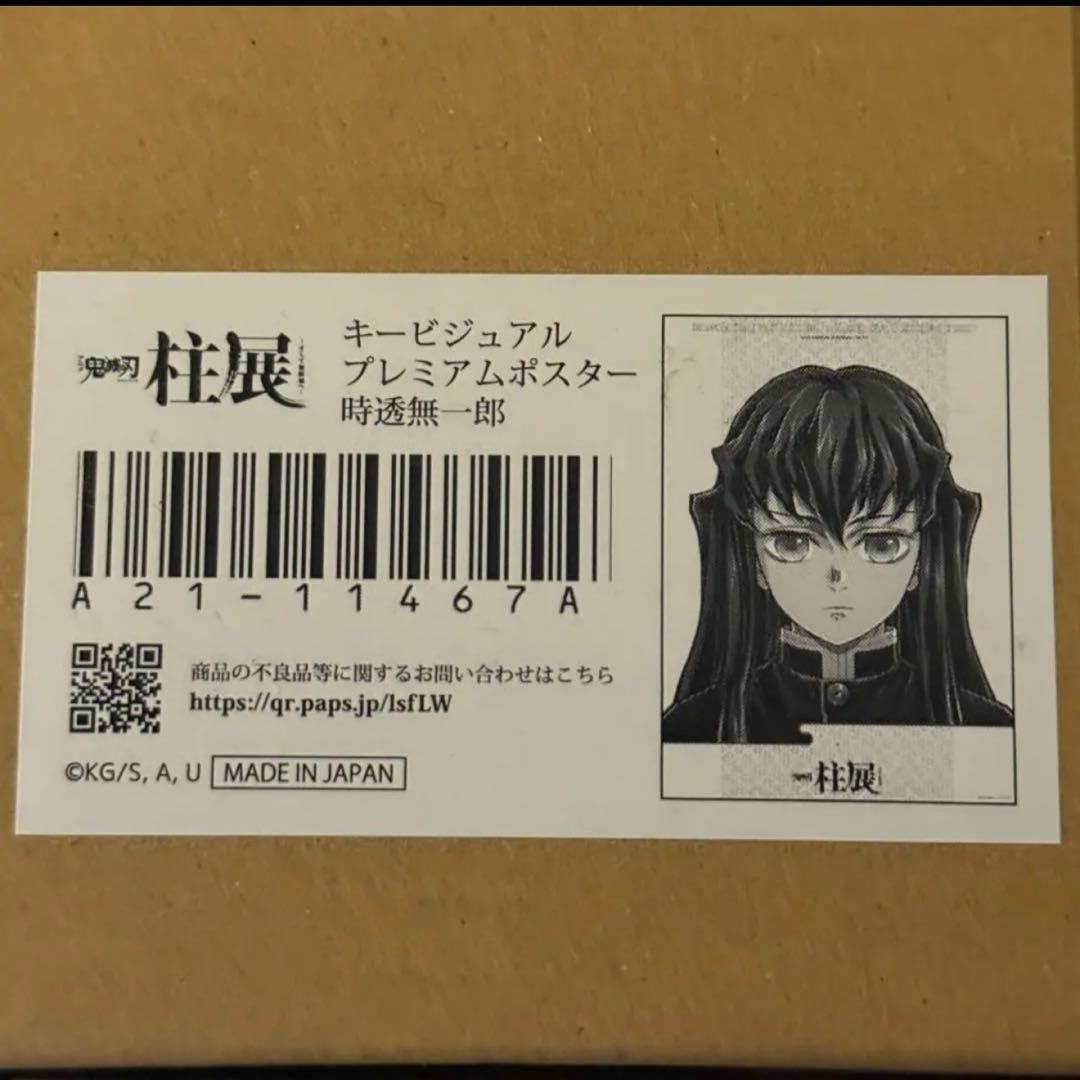 鬼滅の刃 柱展
キービジュアル
プレミアムポスター
時透無一郎
A21-11467A
商品の不良品等に関するお問い合わせはこちら
https://qr.paps.jp/lsfLW
©KG/S, A, U MADE IN JAPAN
柱展